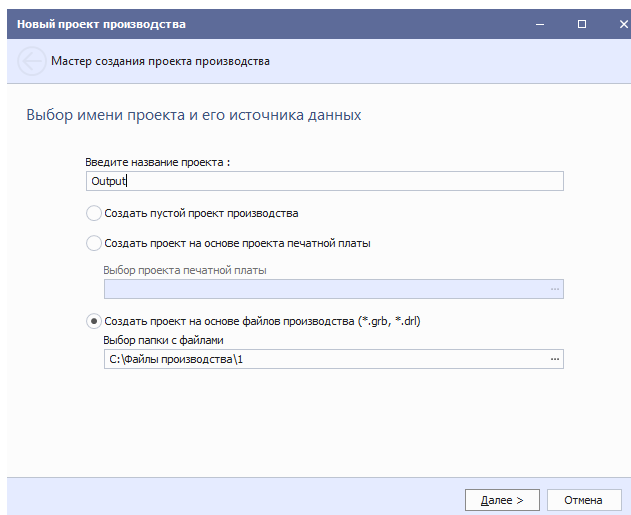 Новый проект производства
Мастер создания проекта производства
Выбор имени проекта и его источника данных
Введите название проекта :
Output
Создать пустой проект производства
Создать проект на основе проекта печатной платы
Выбор проекта печатной платы
...
Создать проект на основе файлов производства (*.grb, *.drl)
Выбор папки с файлами
C:\Файлы производства\1 ...
Далее > Отмена